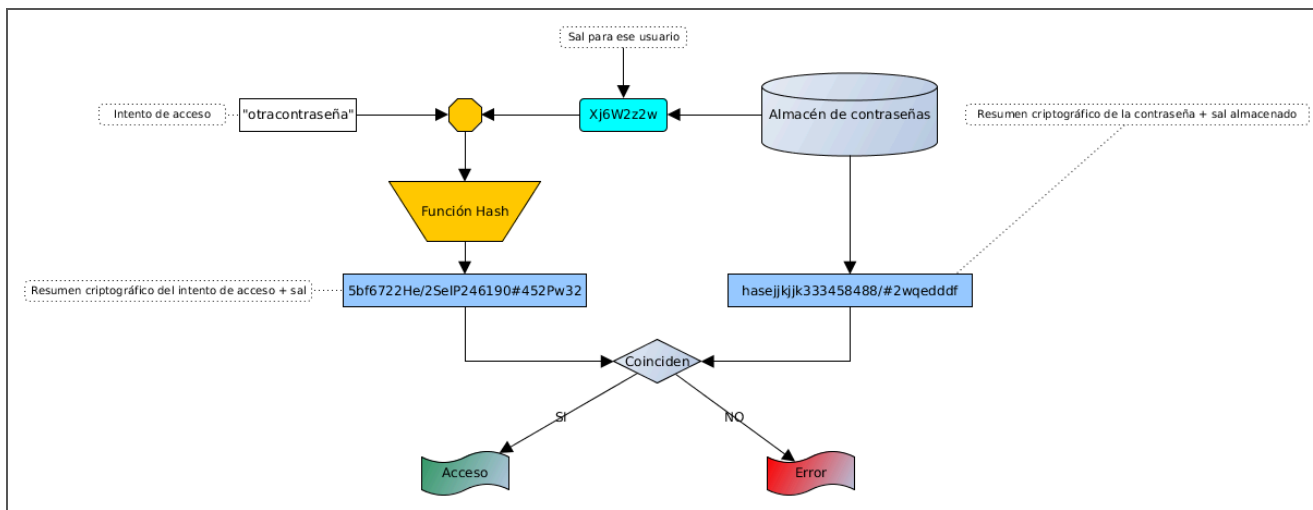 Sal para ese usuario
Intento de acceso
"otracontraseña"
Xj6W2z2w
Almacén de contraseñas
Resumen criptográfico de la contraseña + sal almacenado
Función Hash
Resumen criptográfico del intento de acceso + sal
5bf6722He/2SelP246190#452Pw32
hasejjkjjk333458488/#2wqedddf
Coinciden
SI
NO
Acceso
Error